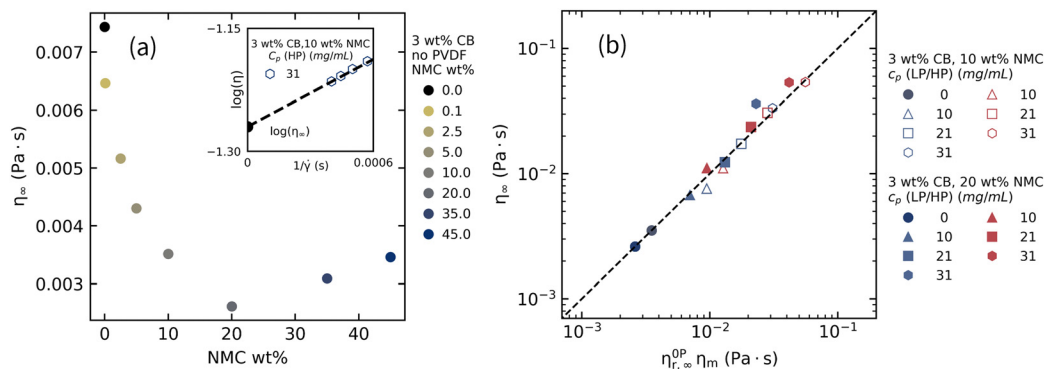 (a)
η∞ (Pa · s)
0.007
0.006
0.005
0.004
0.003
0
10
20
30
40
NMC wt%
−1.15
−1.30
log(η)
3 wt% CB,10 wt% NMC
Cp (HP) (mg/mL)
31
log(η∞)
0
0.0006
1/γ̇ (s)
3 wt% CB
no PVDF
NMC wt%
0.0
0.1
2.5
5.0
10.0
20.0
35.0
45.0
(b)
η∞ (Pa · s)
10⁻¹
10⁻²
10⁻³
10⁻³
10⁻²
10⁻¹
η⁰ᴾr,∞ ηm (Pa · s)
3 wt% CB, 10 wt% NMC
cp (LP/HP) (mg/mL)
0 10
10 21
21 31
31
3 wt% CB, 20 wt% NMC
cp (LP/HP) (mg/mL)
0 10
10 21
21 31
31